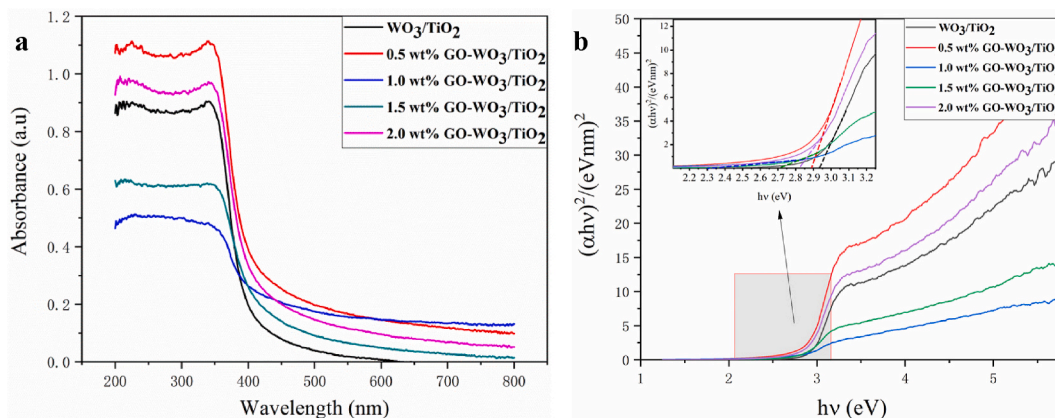 a
1.2
1.0
0.8
0.6
0.4
0.2
0.0
Absorbance (a.u)
100 200 300 400 500 600 700 800
Wavelength (nm)
WO3/TiO2
0.5 wt% GO-WO3/TiO2
1.0 wt% GO-WO3/TiO2
1.5 wt% GO-WO3/TiO2
2.0 wt% GO-WO3/TiO2
b
50
45
40
35
30
25
20
15
10
5
0
(αhν)²/(eVnm)²
1 2 3 4 5
hν (eV)
12
10
8
6
4
2
(αhν)²/(eVnm)²
2.2 2.3 2.4 2.5 2.6 2.7 2.8 2.9 3.0 3.1 3.2
hν (eV)
WO3/TiO2
0.5 wt% GO-WO3/TiO
1.0 wt% GO-WO3/TiO
1.5 wt% GO-WO3/TiO
2.0 wt% GO-WO3/TiO